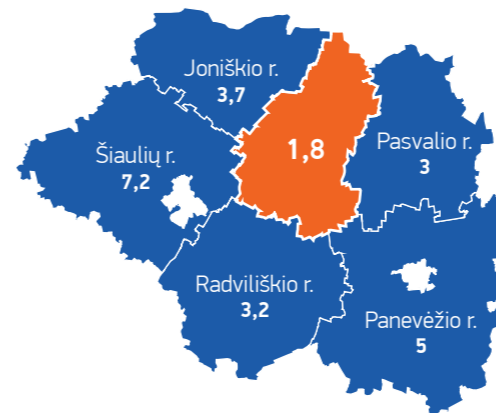 Joniškio r.
3,7
1,8
Pasvalio r.
3
Šiaulių r.
7,2
Radviliškio r.
3,2
Panevėžio r.
5